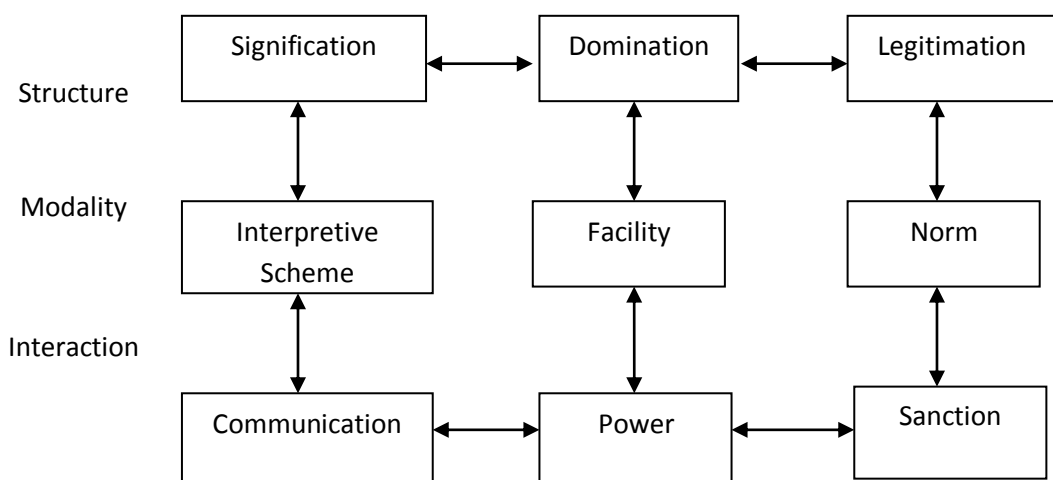 Signification
Domination
Legitimation
Structure
Modality
Interpretive
Scheme
Facility
Norm
Interaction
Communication
Power
Sanction